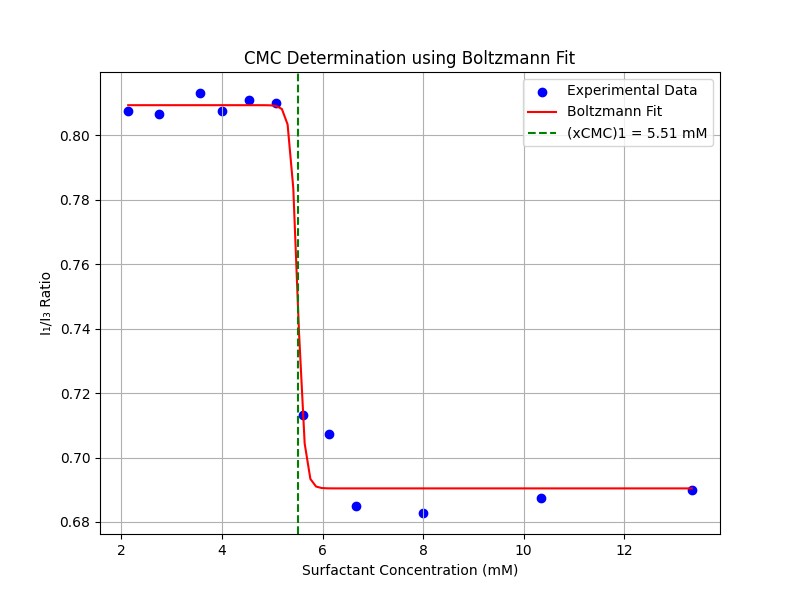 CMC Determination using Boltzmann Fit
Experimental Data
Boltzmann Fit
(xCMC)1 = 5.51 mM
I₁/I₃ Ratio
0.80
0.78
0.76
0.74
0.72
0.70
0.68
2 4 6 8 10 12
Surfactant Concentration (mM)